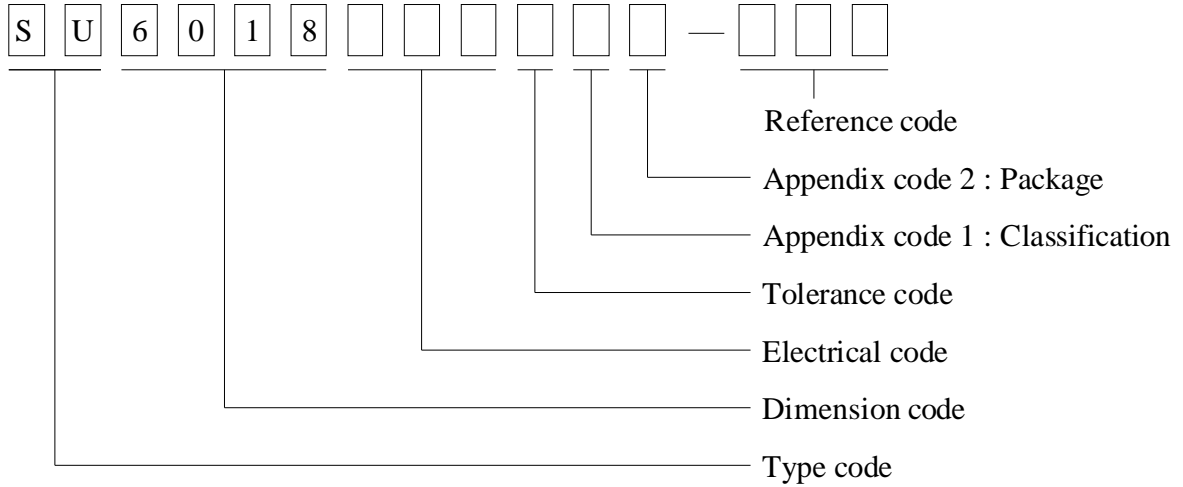 S U 6 0 1 8 —
Reference code
Appendix code 2 : Package
Appendix code 1 : Classification
Tolerance code
Electrical code
Dimension code
Type code